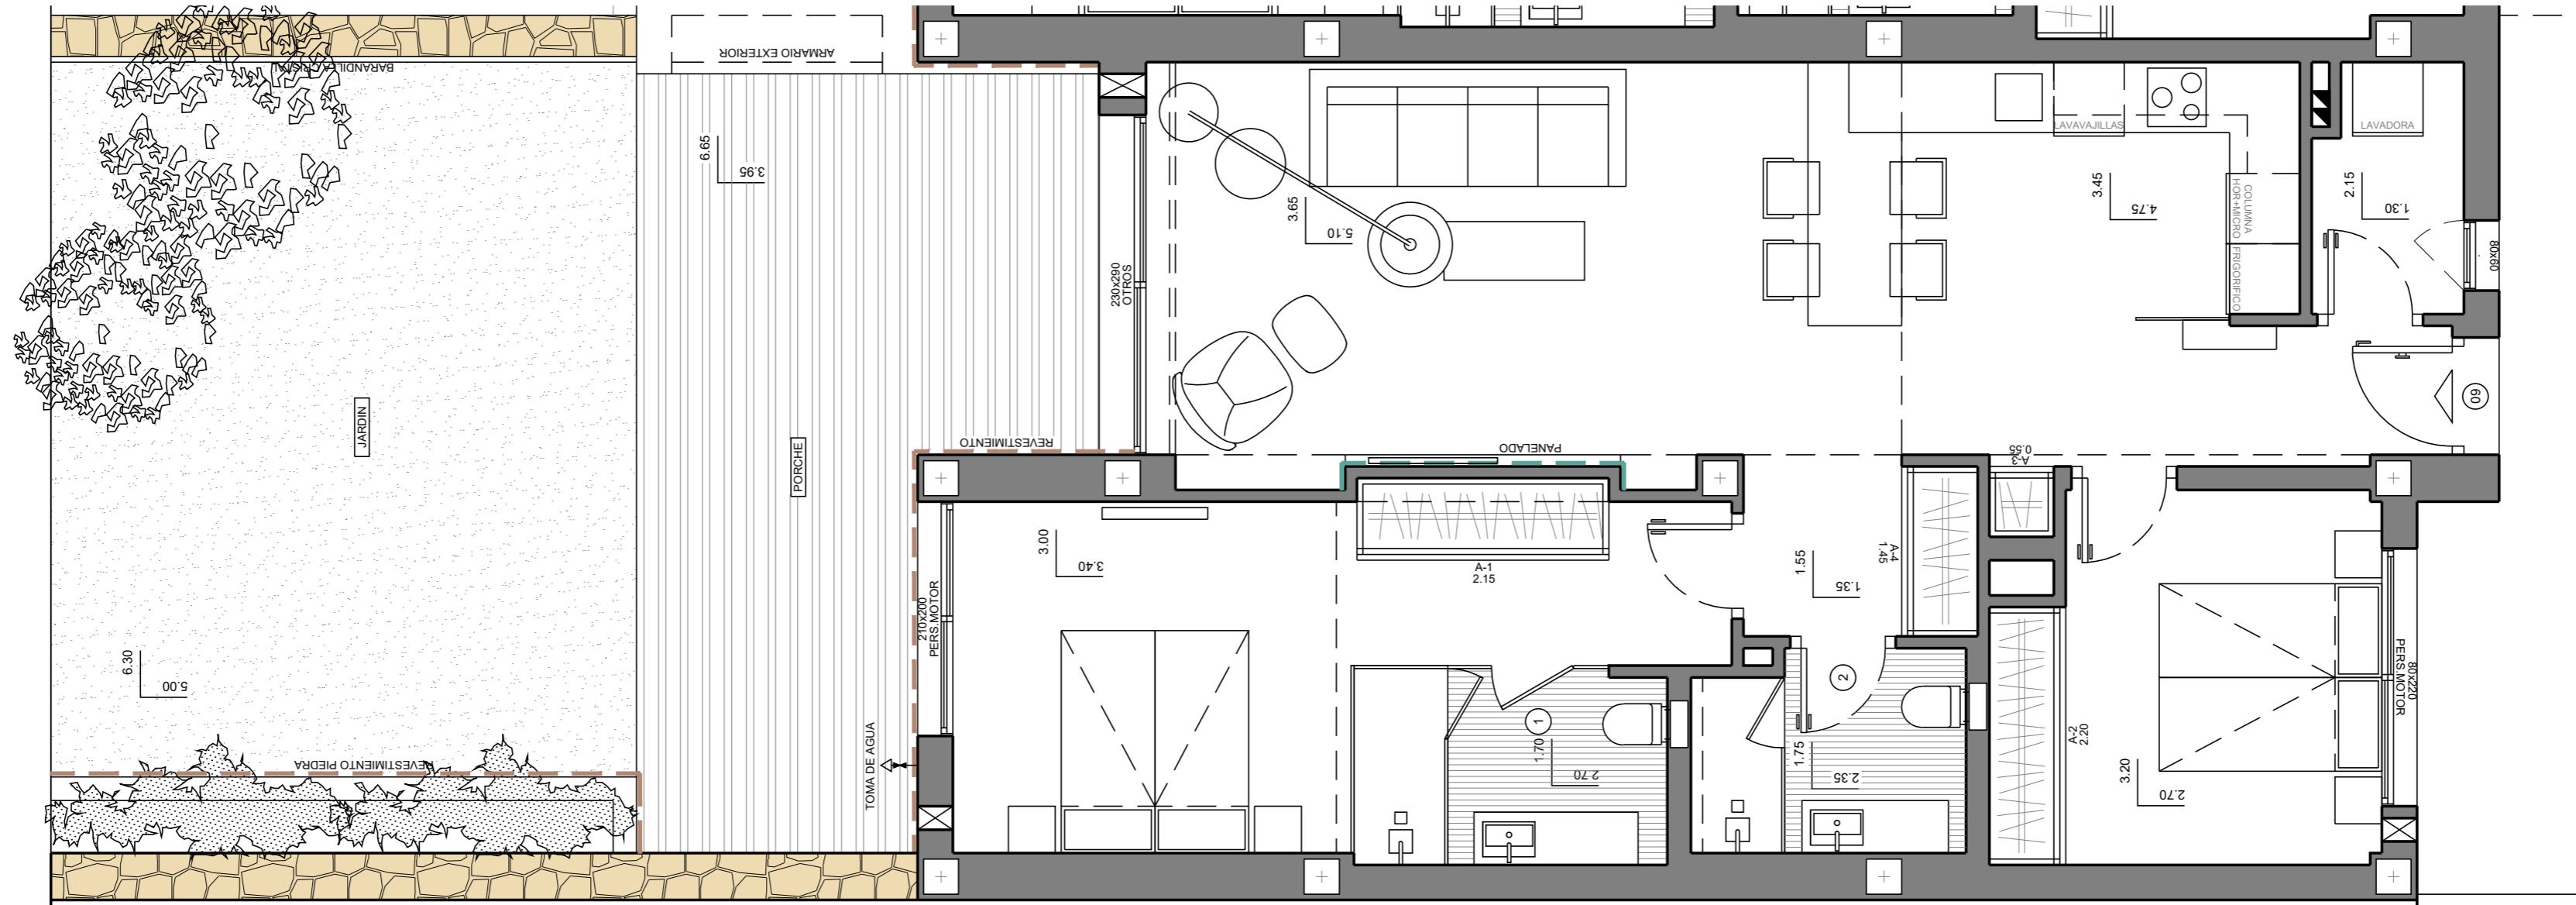 ARMARIO EXTERIOR
BARANDILLA CRISTAL
6.65
3.95
LAVAVAJILLAS
LAVADORA
3.65
5.10
3.45
4.75
COLUMNA
HOR+MICRO
FRIGORIFICO
2.15
1.30
80x60
230x290
OTROS
09
JARDIN
PORCHE
REVESTIMIENTO
PANELADO
A-3
0.55
3.00
3.40
A-1
2.15
1.55
1.35
A-4
1.45
210x200
PERS.MOTOR
6.30
5.00
TOMA DE AGUA
REVESTIMIENTO PIEDRA
1
1.70
2.70
2
1.75
2.35
A-2
2.20
3.20
2.70
80x220
PERS.MOTOR